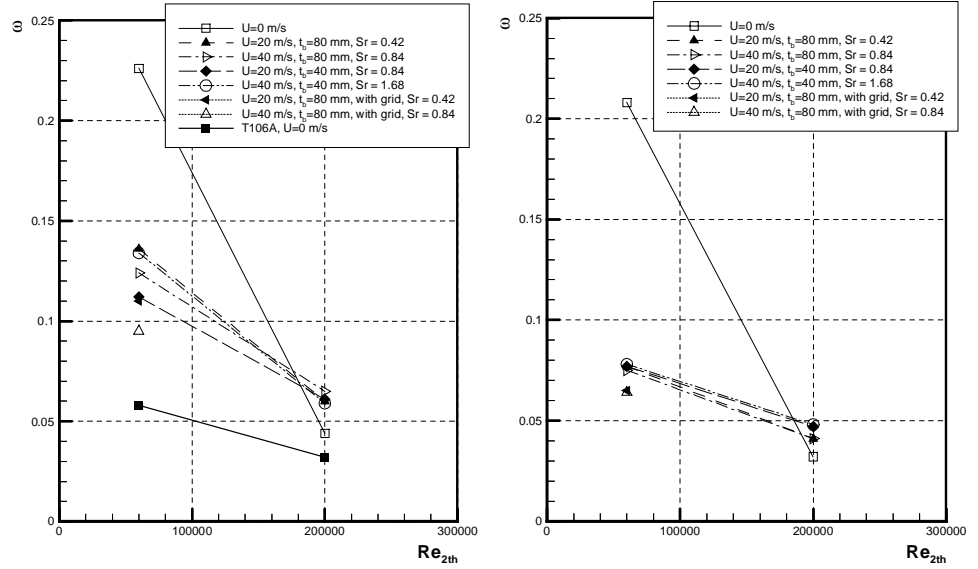 ω
0.25
0.2
0.15
0.1
0.05
0
0
100000
200000
300000
Re2th
U=0 m/s
U=20 m/s, tb=80 mm, Sr = 0.42
U=40 m/s, tb=80 mm, Sr = 0.84
U=20 m/s, tb=40 mm, Sr = 0.84
U=40 m/s, tb=40 mm, Sr = 1.68
U=20 m/s, tb=80 mm, with grid, Sr = 0.42
U=40 m/s, tb=80 mm, with grid, Sr = 0.84
T106A, U=0 m/s
ω
0.25
0.2
0.15
0.1
0.05
0
0
100000
200000
300000
Re2th
U=0 m/s
U=20 m/s, tb=80 mm, Sr = 0.42
U=40 m/s, tb=80 mm, Sr = 0.84
U=20 m/s, tb=40 mm, Sr = 0.84
U=40 m/s, tb=40 mm, Sr = 1.68
U=20 m/s, tb=80 mm, with grid, Sr = 0.42
U=40 m/s, tb=80 mm, with grid, Sr = 0.84